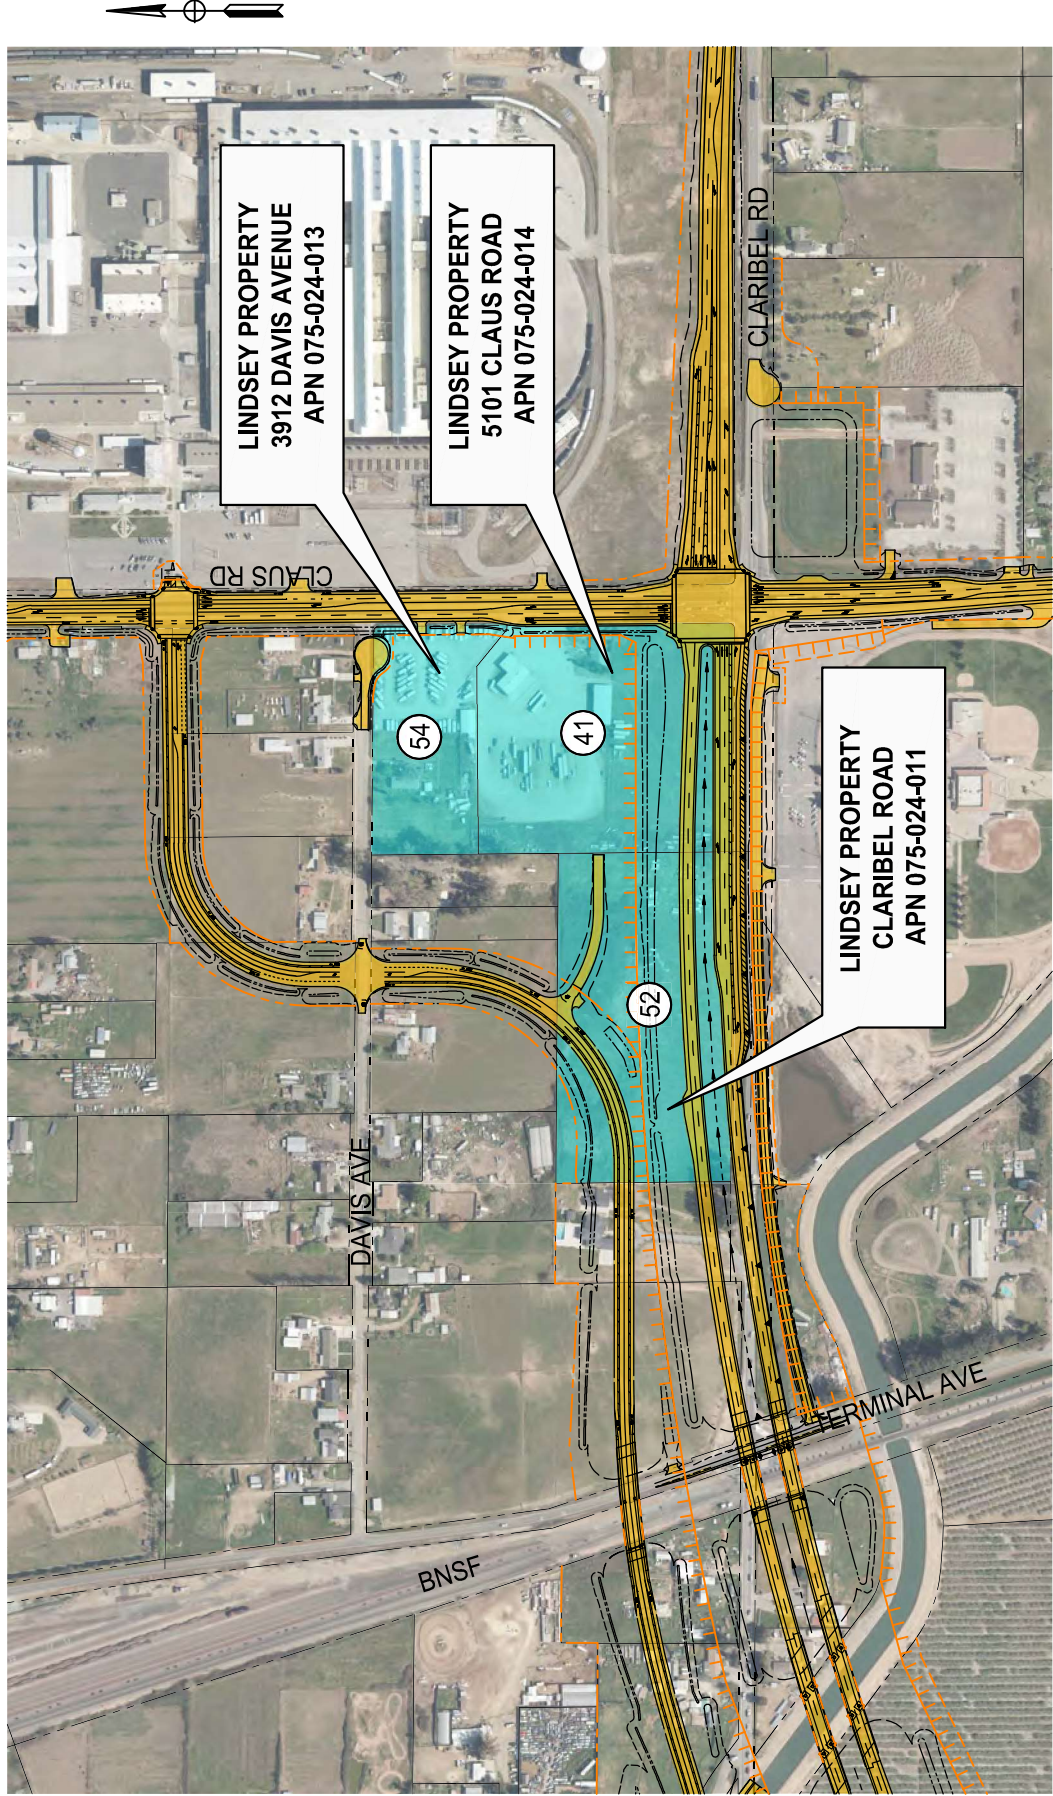 LINDSEY PROPERTY
3912 DAVIS AVENUE
APN 075-024-013
LINDSEY PROPERTY
5101 CLAUS ROAD
APN 075-024-014
LINDSEY PROPERTY
CLARIBEL ROAD
APN 075-024-011
CLARIBEL RD
CLAUS RD
54
41
52
DAVIS AVE
TERMINAL AVE
BNSF